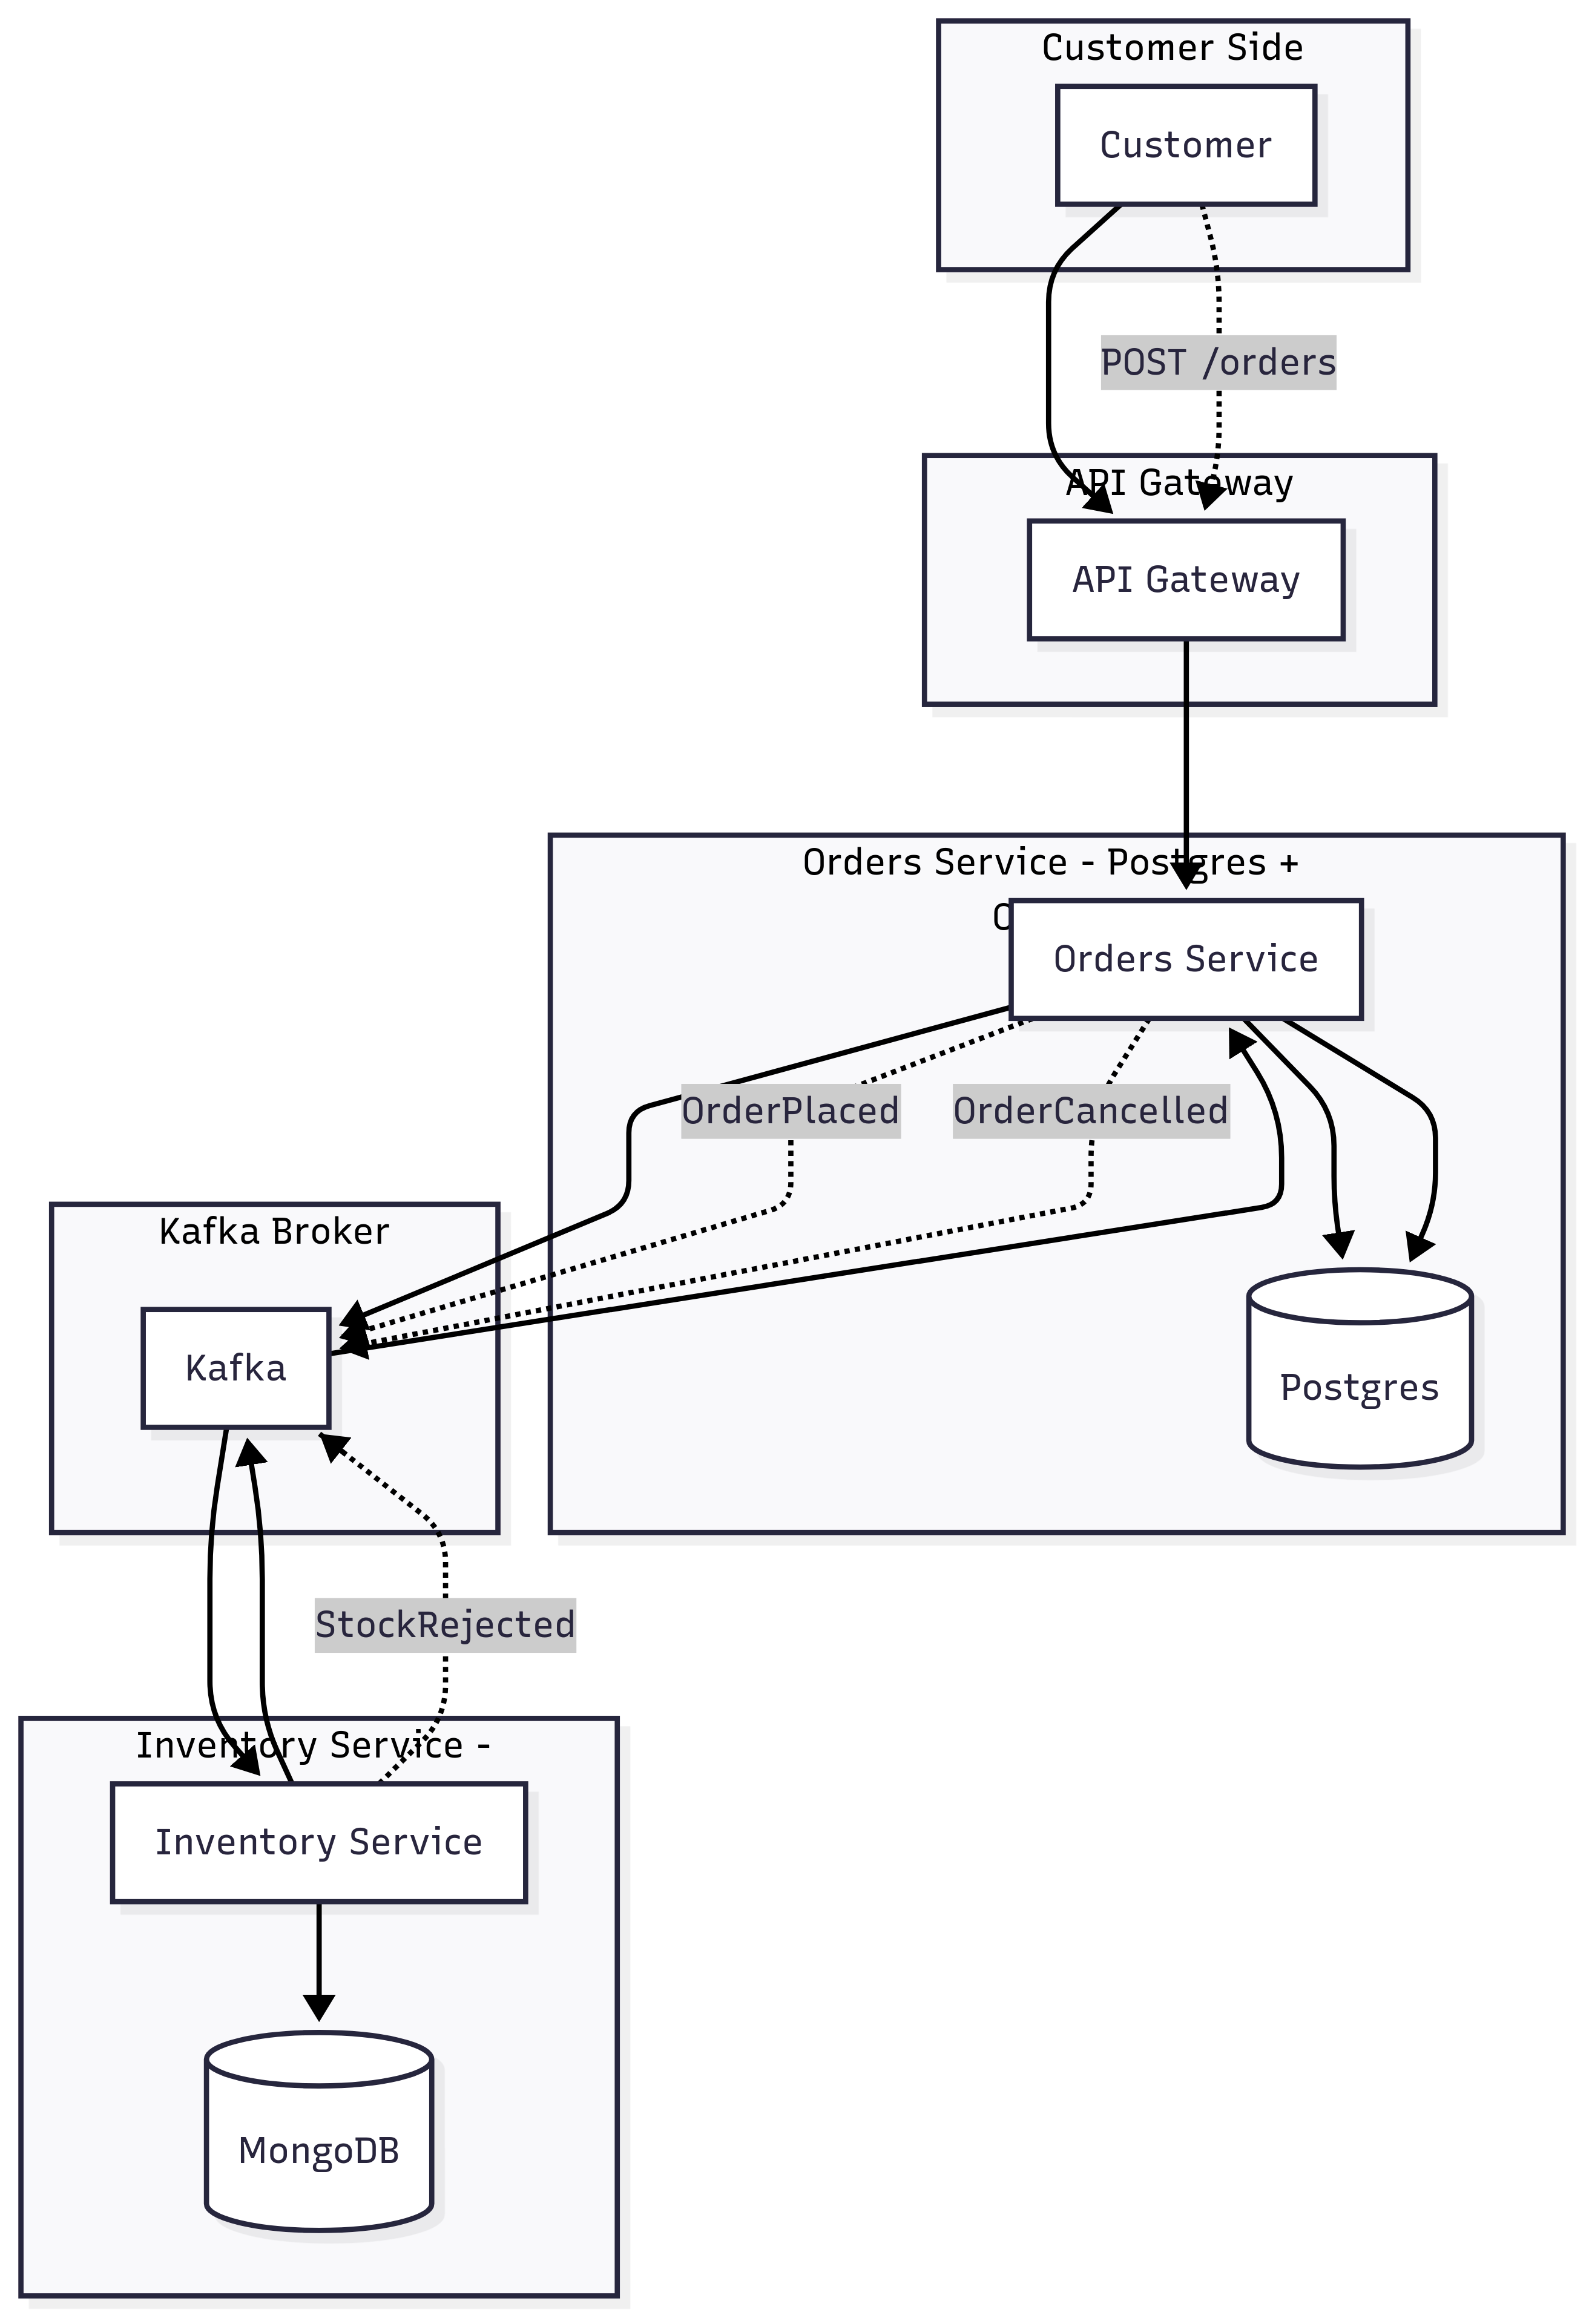 Customer Side
Customer
POST /orders
API Gateway
API Gateway
Orders Service - Postgres +
Orders Service
OrderPlaced
OrderCancelled
Kafka Broker
Kafka
Postgres
StockRejected
Inventory Service -
Inventory Service
MongoDB